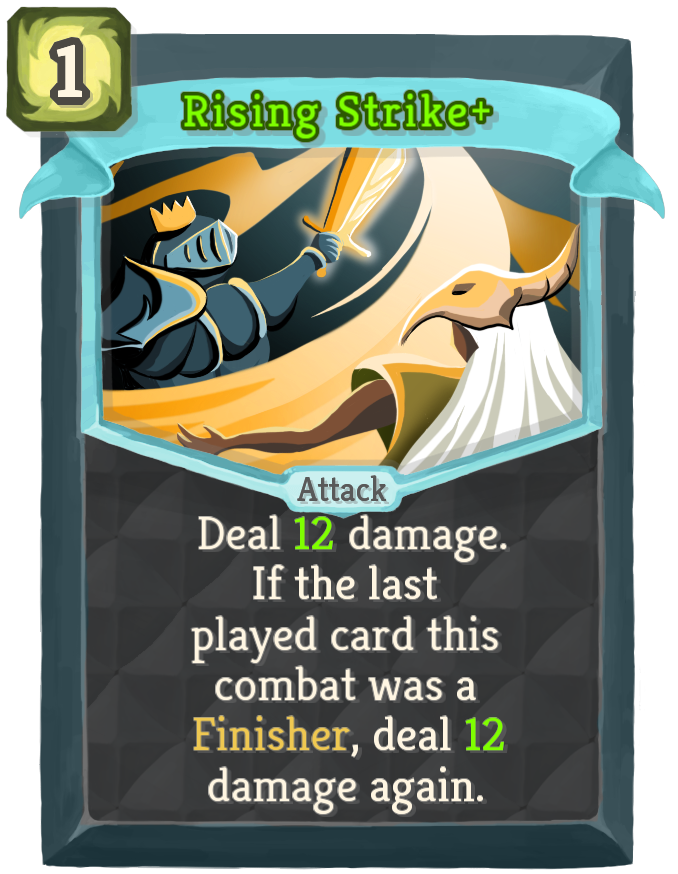 1
Rising Strike+
Attack
Deal 12 damage.
If the last
played card this
combat was a
Finisher, deal 12
damage again.